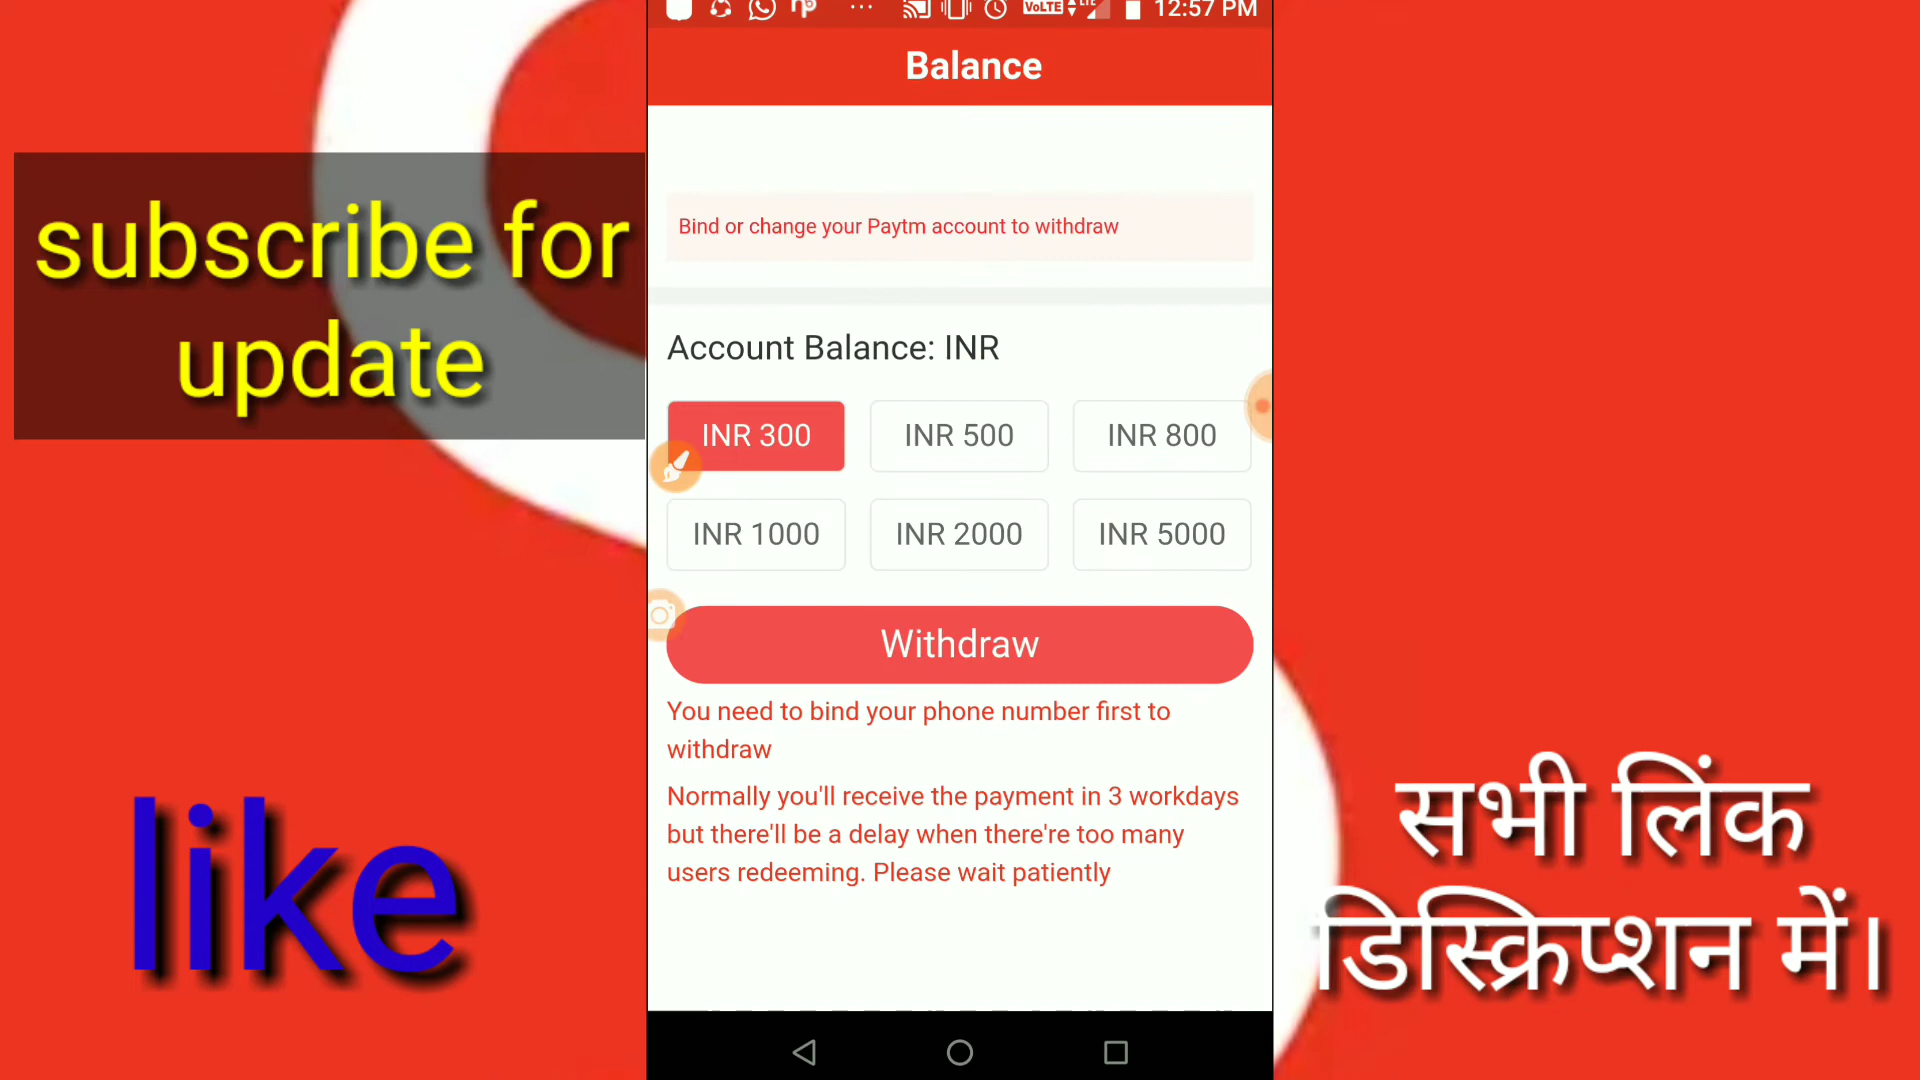 12:57 PM
VoLTE
LTE
Balance
subscribe for
update
Bind or change your Paytm account to withdraw
Account Balance: INR
INR 300
INR 500
INR 800
INR 1000
INR 2000
INR 5000
Withdraw
You need to bind your phone number first to
withdraw
Normally you'll receive the payment in 3 workdays
but there'll be a delay when there're too many
users redeeming. Please wait patiently
like
सभी लिंक
डिस्क्रिप्शन में।